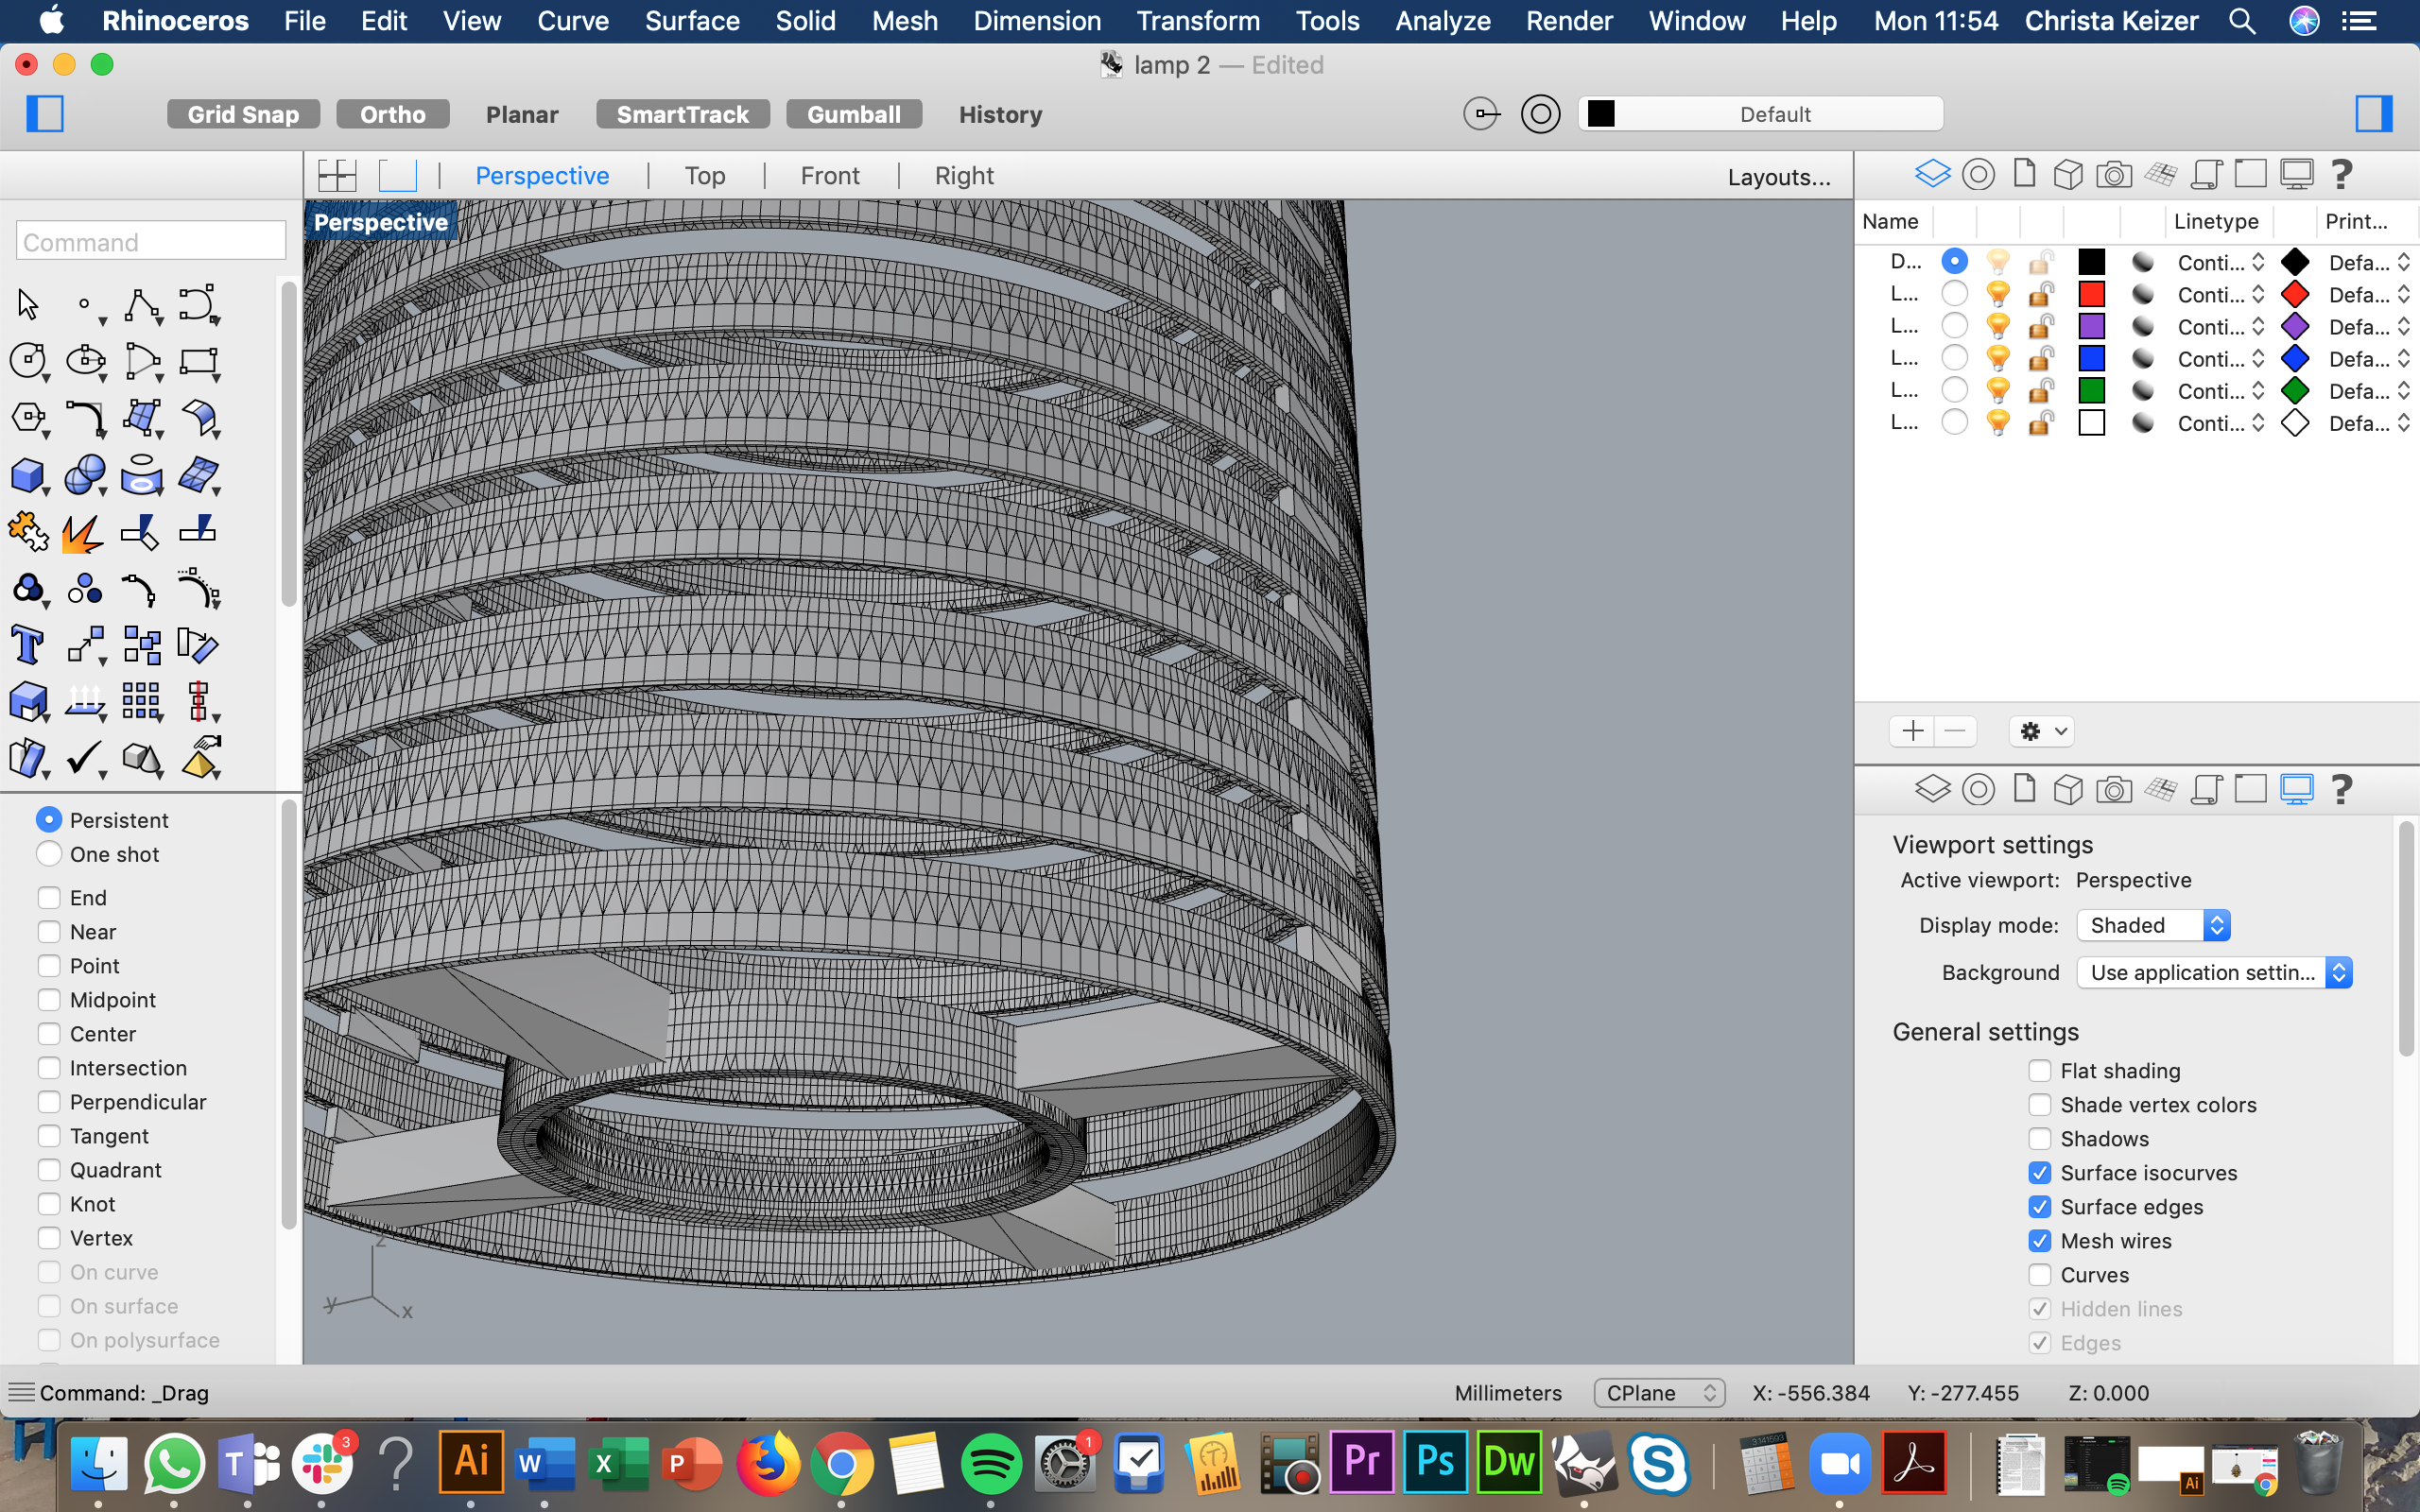 Rhinoceros File Edit View Curve Surface Solid Mesh Dimension Transform Tools Analyze Render Window Help Mon 11:54 Christa Keizer
lamp 2 — Edited
Grid Snap Ortho Planar SmartTrack Gumball History Default
Perspective Top Front Right Layouts...
Perspective
Command
Name Linetype Print...
D... Conti... Defa...
L... Conti... Defa...
L... Conti... Defa...
L... Conti... Defa...
L... Conti... Defa...
L... Conti... Defa...
Persistent
One shot
End
Near
Point
Midpoint
Center
Intersection
Perpendicular
Tangent
Quadrant
Knot
Vertex
On curve
On surface
On polysurface
z
y
x
Viewport settings
Active viewport: Perspective
Display mode: Shaded
Background Use application settin...
General settings
Flat shading
Shade vertex colors
Shadows
Surface isocurves
Surface edges
Mesh wires
Curves
Hidden lines
Edges
Command: _Drag
Millimeters CPlane X: -556.384 Y: -277.455 Z: 0.000
T 3 ? Ai W X P 1 Pr Ps Dw S 3.141593 Ai